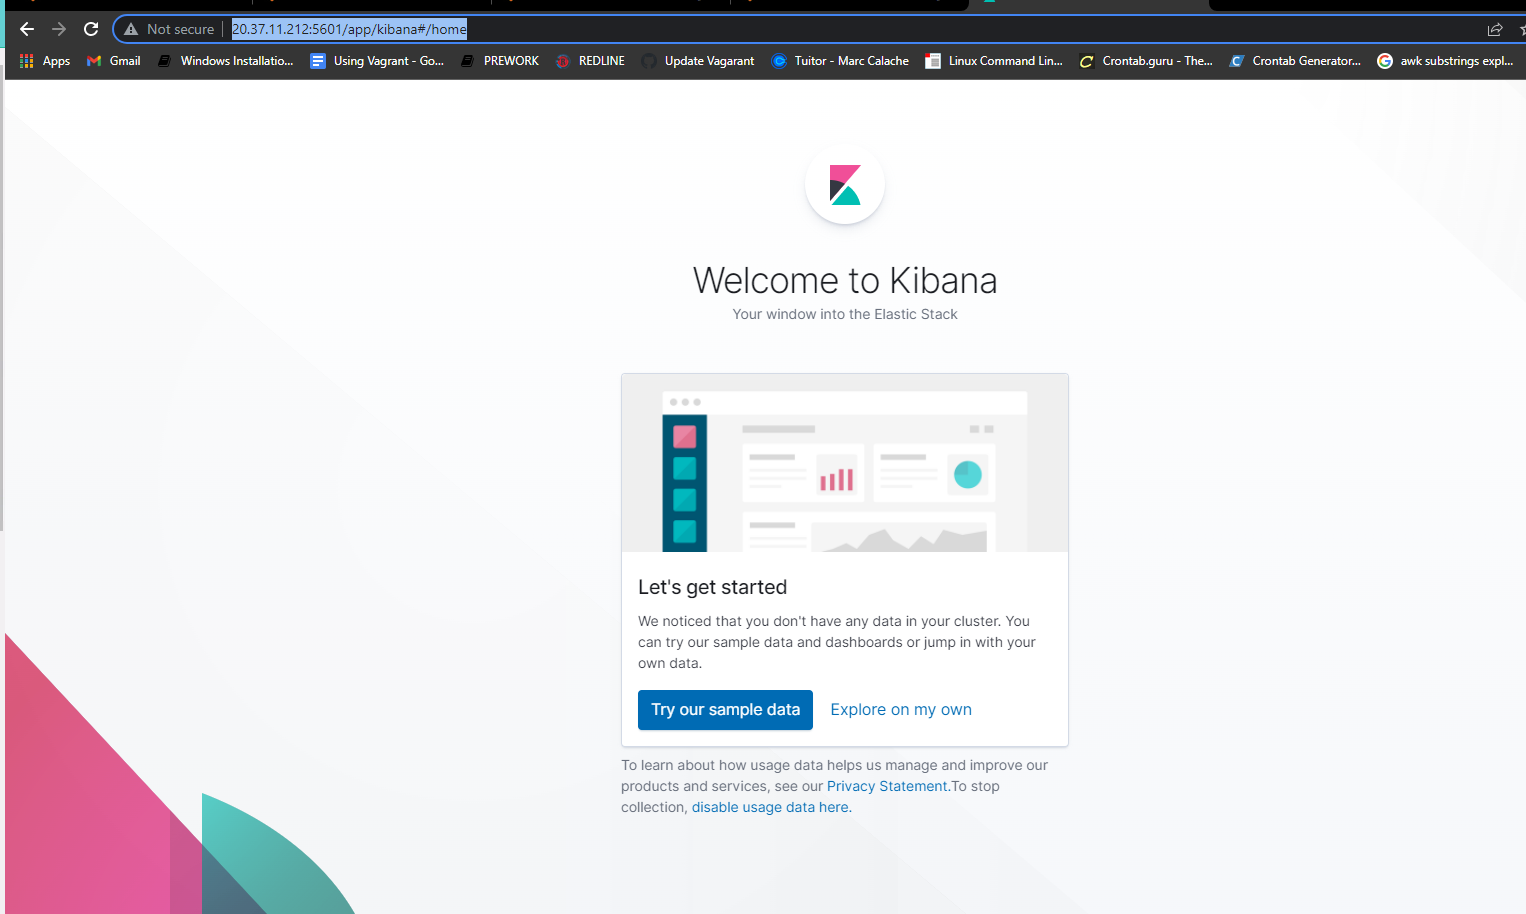 Not secure | 20.37.11.212:5601/app/kibana#/home
Apps Gmail Windows Installatio... Using Vagrant - Go... PREWORK REDLINE Update Vagarant Tuitor - Marc Calache Linux Command Lin... Crontab.guru - The... Crontab Generator... awk substrings expl...
Welcome to Kibana
Your window into the Elastic Stack
Let's get started
We noticed that you don't have any data in your cluster. You
can try our sample data and dashboards or jump in with your
own data.
Try our sample data Explore on my own
To learn about how usage data helps us manage and improve our
products and services, see our Privacy Statement.To stop
collection, disable usage data here.